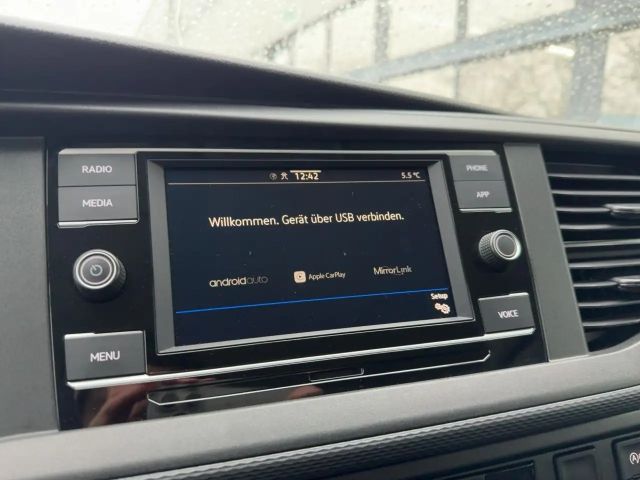 RADIO
MEDIA
MENU
12:42
5.5°C
Willkommen. Gerät über USB verbinden.
androidauto
Apple CarPlay
MirrorLink
Setup
PHONE
APP
VOICE